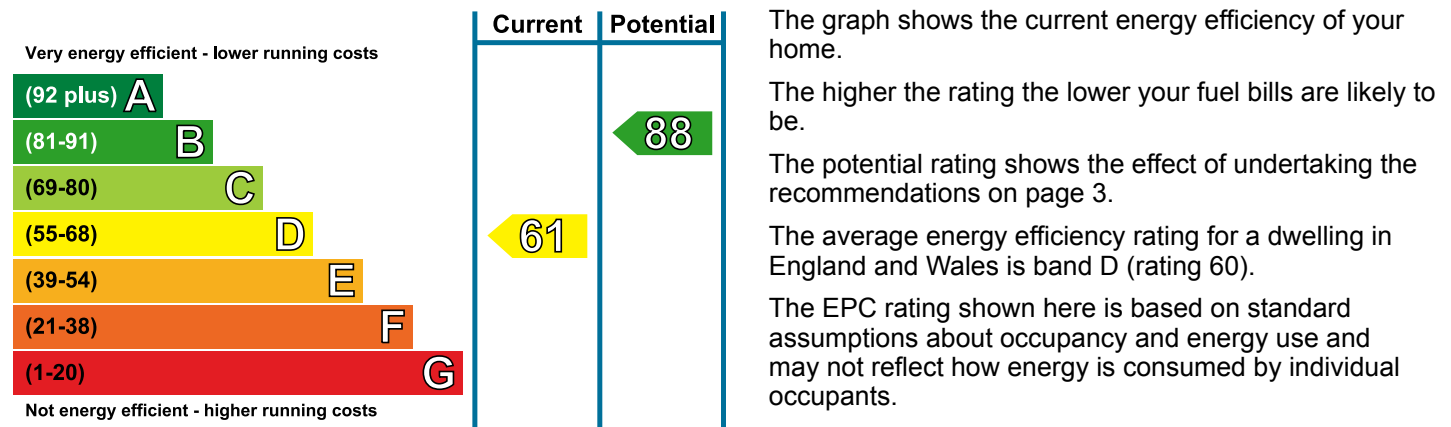 Current Potential
Very energy efficient - lower running costs
(92 plus) A
(81-91) B
88
(69-80) C
(55-68) D
61
(39-54) E
(21-38) F
(1-20) G
Not energy efficient - higher running costs
The graph shows the current energy efficiency of your
home.
The higher the rating the lower your fuel bills are likely to
be.
The potential rating shows the effect of undertaking the
recommendations on page 3.
The average energy efficiency rating for a dwelling in
England and Wales is band D (rating 60).
The EPC rating shown here is based on standard
assumptions about occupancy and energy use and
may not reflect how energy is consumed by individual
occupants.